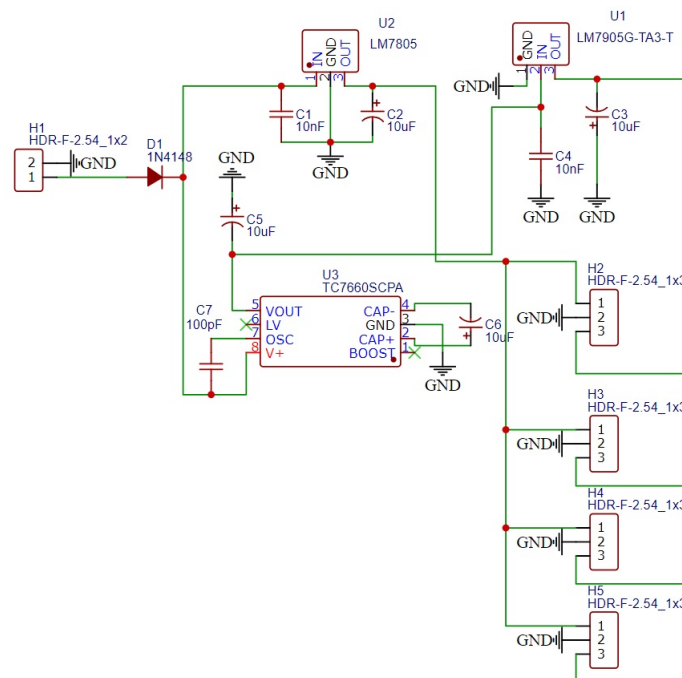 U2
LM7805
IN
GND
OUT
1
2
3
U1
LM7905G-TA3-T
GND
IN
OUT
1
2
3
GND
C1
10nF
C2
10uF
C3
10uF
GND
H1
HDR-F-2.54_1x2
2
1
GND
D1
1N4148
C4
10nF
GND
GND
GND
C5
10uF
U3
TC7660SCPA
5 VOUT
6 LV
7 OSC
8 V+
CAP- 4
GND 3
CAP+ 2
BOOST 1
C7
100pF
C6
10uF
GND
H2
HDR-F-2.54_1x3
1
GND 2
3
H3
HDR-F-2.54_1x3
1
GND 2
3
H4
HDR-F-2.54_1x3
1
GND 2
3
H5
HDR-F-2.54_1x3
1
GND 2
3